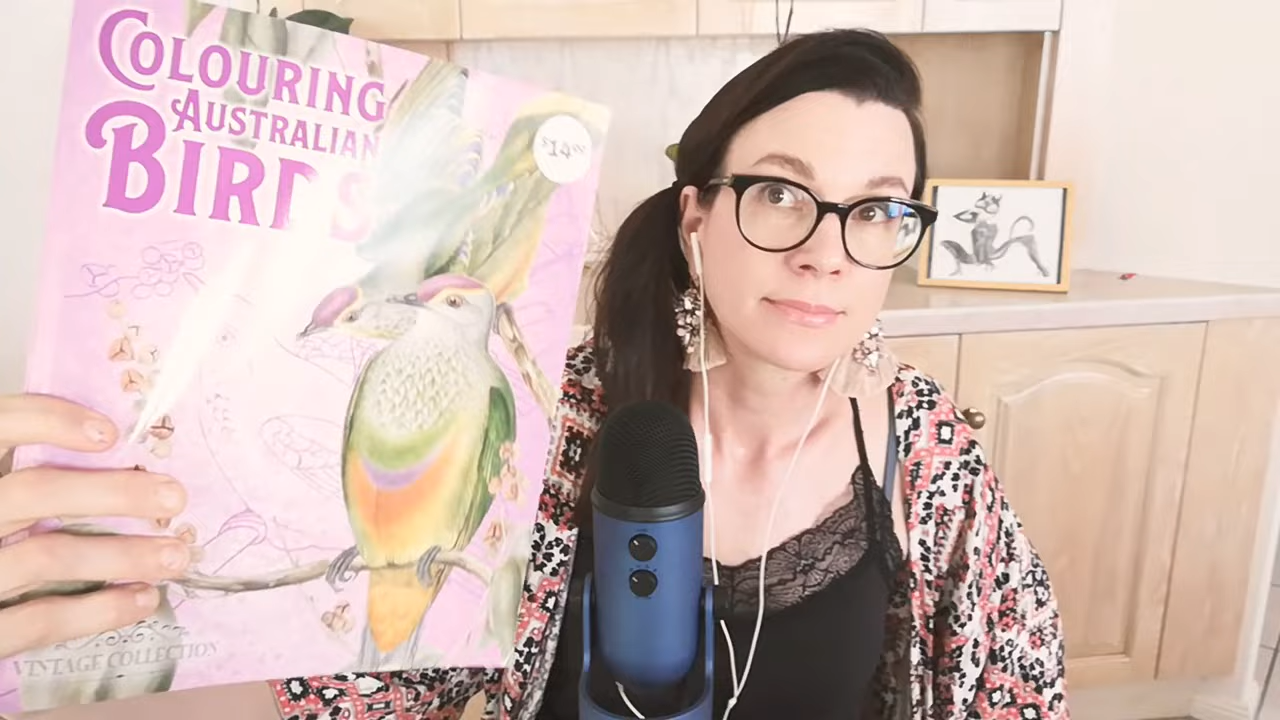 COLOURING
AUSTRALIAN
BIRDS
$14.00
VINTAGE COLLECTION